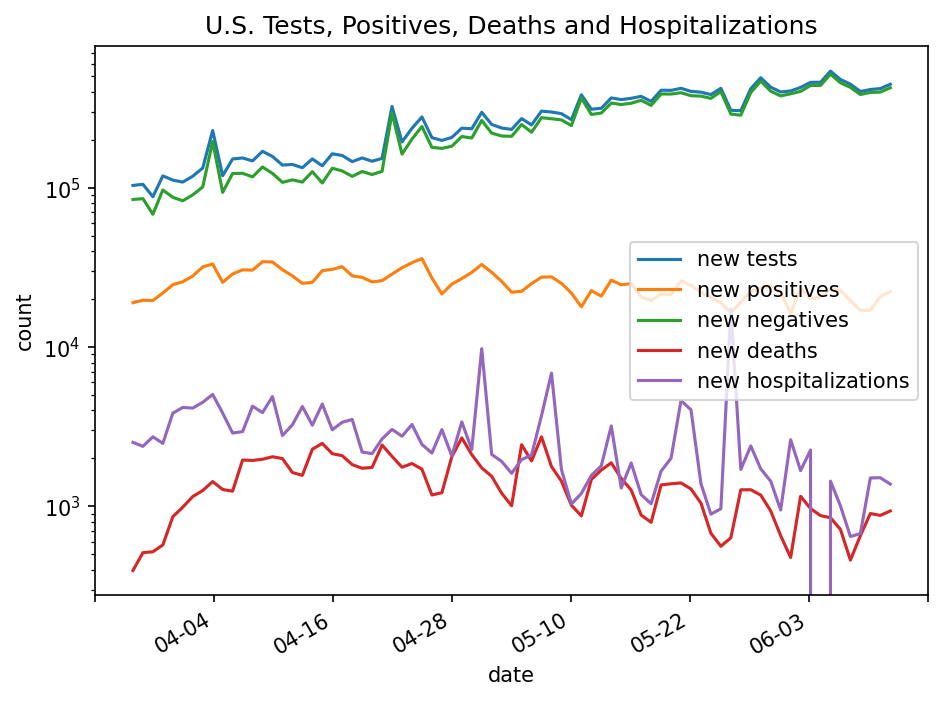 U.S. Tests, Positives, Deaths and Hospitalizations
count
10^5
10^4
10^3
new tests
new positives
new negatives
new deaths
new hospitalizations
04-04
04-16
04-28
05-10
05-22
06-03
date